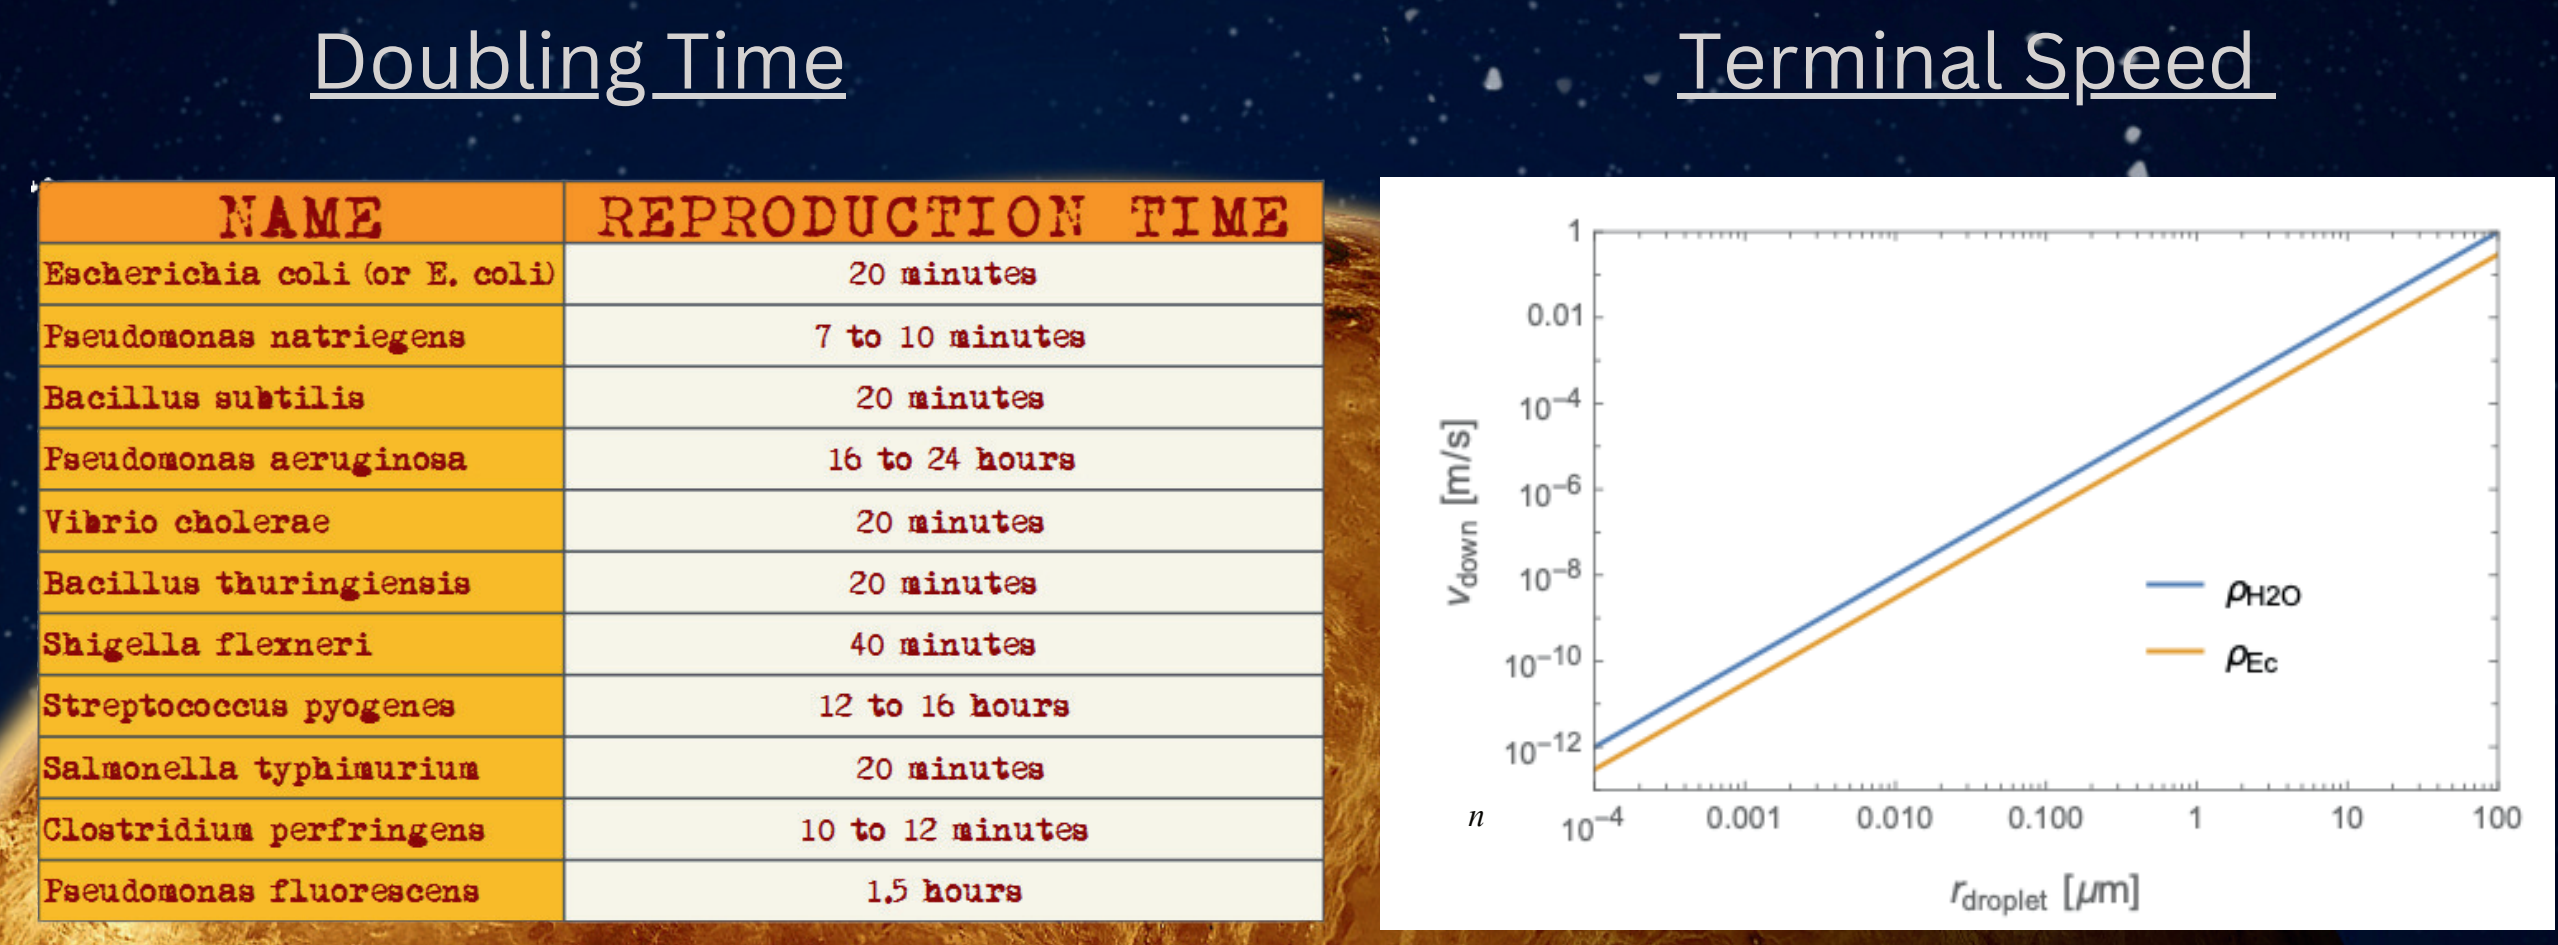 Doubling Time
Terminal Speed
NAME REPRODUCTION TIME
Escherichia coli (or E. coli) 20 minutes
Pseudomonas natriegens 7 to 10 minutes
Bacillus subtilis 20 minutes
Pseudomonas aeruginosa 16 to 24 hours
Vibrio cholerae 20 minutes
Bacillus thuringiensis 20 minutes
Shigella flexneri 40 minutes
Streptococcus pyogenes 12 to 16 hours
Salmonella typhimurium 20 minutes
Clostridium perfringens 10 to 12 minutes
Pseudomonas fluorescens 1.5 hours
1
0.01
10⁻⁴
10⁻⁶
10⁻⁸
10⁻¹⁰
10⁻¹²
v_down [m/s]
ρ_H2O
ρ_Ec
n
10⁻⁴ 0.001 0.010 0.100 1 10 100
r_droplet [μm]